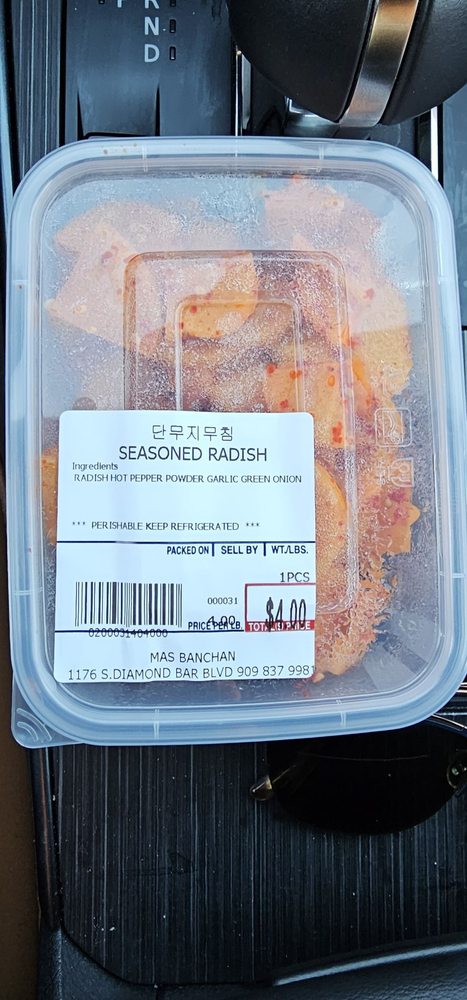 R
N
D
단무지무침
SEASONED RADISH
Ingredients
RADISH HOT PEPPER POWDER GARLIC GREEN ONION
*** PERISHABLE KEEP REFRIGERATED ***
PACKED ON SELL BY WT./LBS.
1PCS
000031
4.00 $4.00
PRICE PER LB. TOTAL PRICE
0200031404000
MAS BANCHAN
1176 S.DIAMOND BAR BLVD 909 837 9981